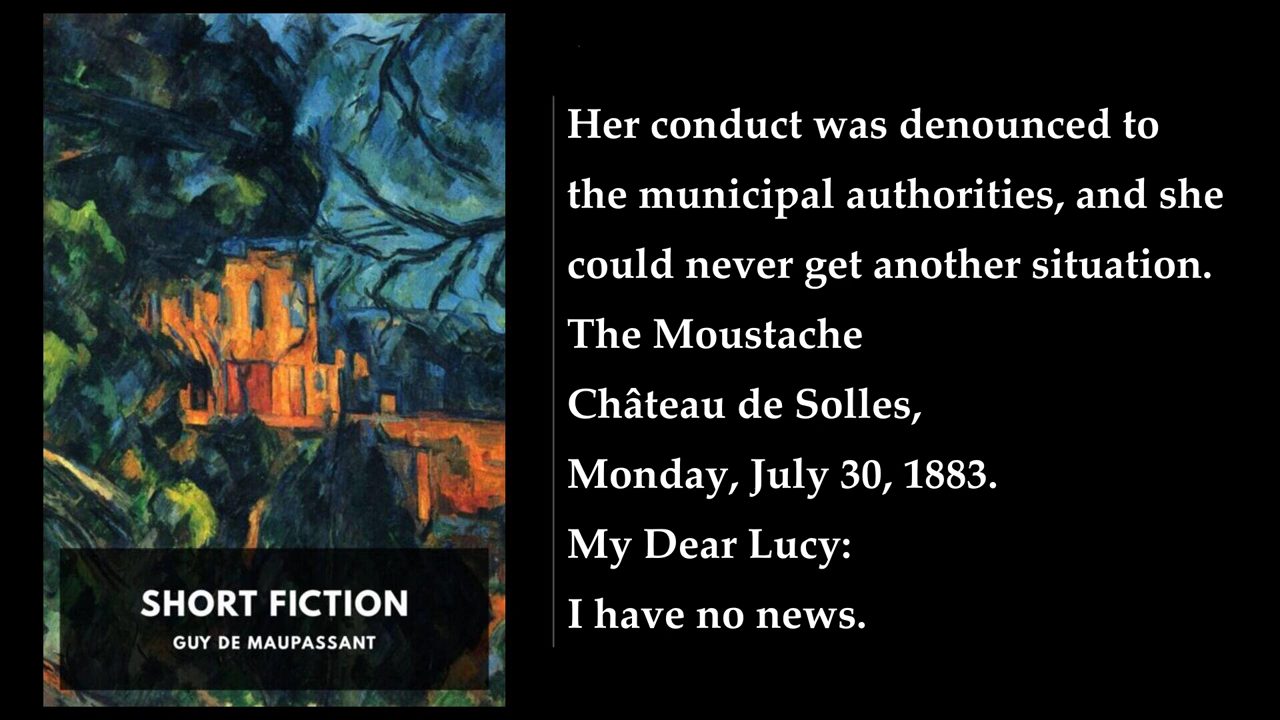 Her conduct was denounced to
the municipal authorities, and she
could never get another situation.
The Moustache
Château de Solles,
Monday, July 30, 1883.
My Dear Lucy:
I have no news.
SHORT FICTION
GUY DE MAUPASSANT